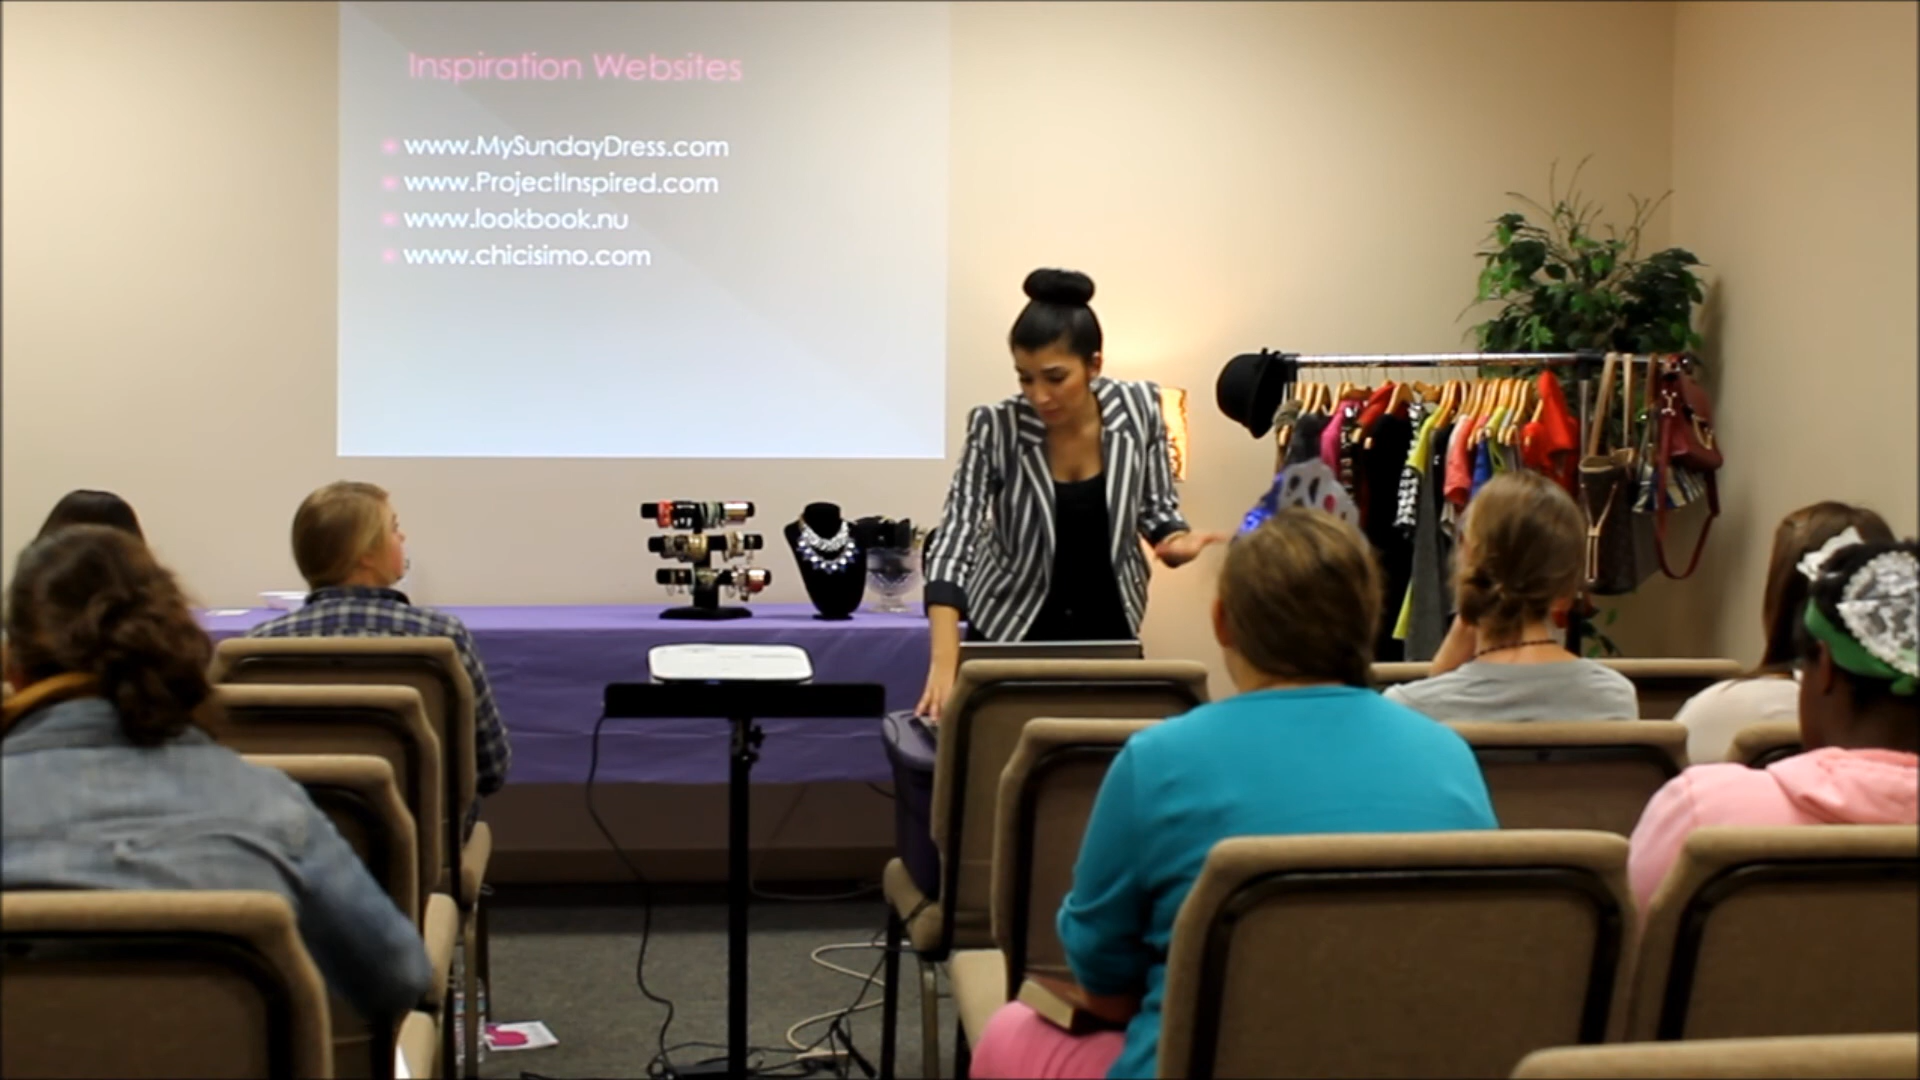 Inspiration Websites
www.MySundayDress.com
www.ProjectInspired.com
www.lookbook.nu
www.chicisimo.com